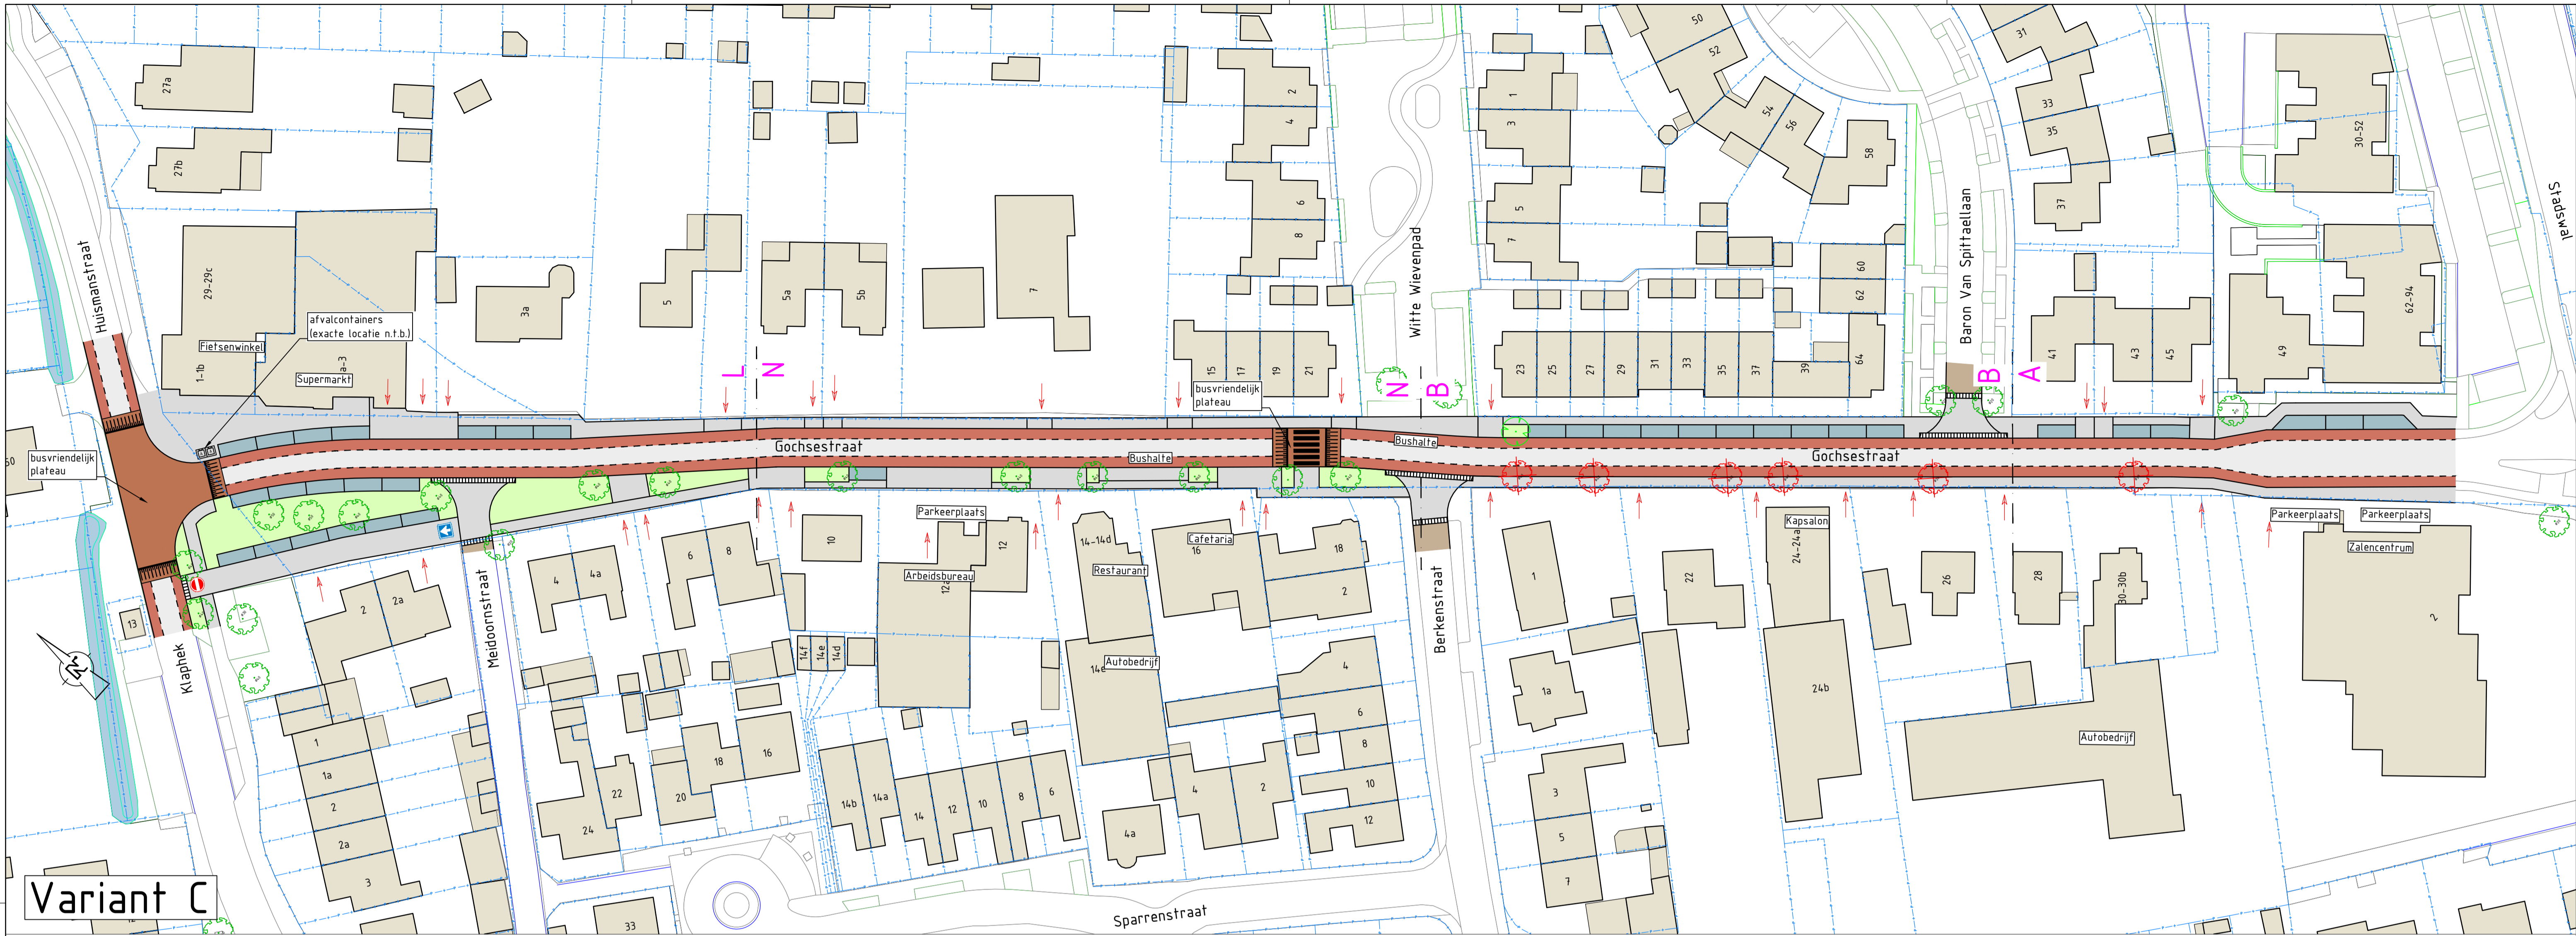 27a
27b
Huismanstraat
29-29c
afvalcontainers
(exacte locatie n.t.b.)
Fietsenwinkel
1-1b
a-3
Supermarkt
3a
5
5a
5b
7
L
N
2
4
6
8
15
17
19
21
busvriendelijk
plateau
Witte Wievenpad
N
B
1
3
5
7
23
25
27
29
31
33
35
37
39
50
52
54
56
58
60
62
64
Baron Van Spittaellaan
B
A
31
33
35
37
41
43
45
49
30-52
62-94
Stadswal
busvriendelijk
plateau
Gochsestraat
Bushalte
Bushalte
Gochsestraat
N
13
Klaphek
2
2a
1
1a
2
2a
3
Meidoornstraat
4
4a
6
8
10
Parkeerplaats
12
Arbeidsbureau
12a
14f
14e
14d
14-14d
Restaurant
14e
Autobedrijf
Cafetaria
16
18
2
4
6
8
10
12
24
22
20
18
16
14b
14a
14
12
10
8
6
4a
4
2
33
Sparrenstraat
Berkenstraat
1
1a
3
5
7
22
Kapsalon
24-24a
24b
26
28
30-30b
Autobedrijf
Parkeerplaats
Parkeerplaats
Zalencentrum
2
Variant C